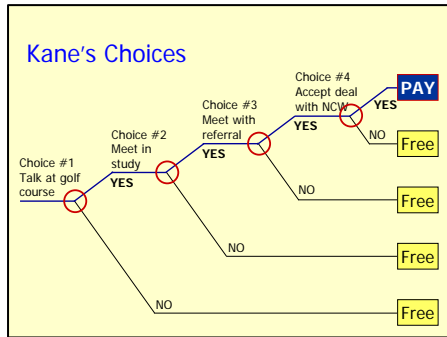 Kane's Choices
Choice #4
Accept deal
with NCW
PAY
YES
Choice #3
Meet with
referral
NO
Free
YES
Choice #2
Meet in
study
YES
Choice #1
Talk at golf
course
YES
NO
Free
NO
Free
NO
Free